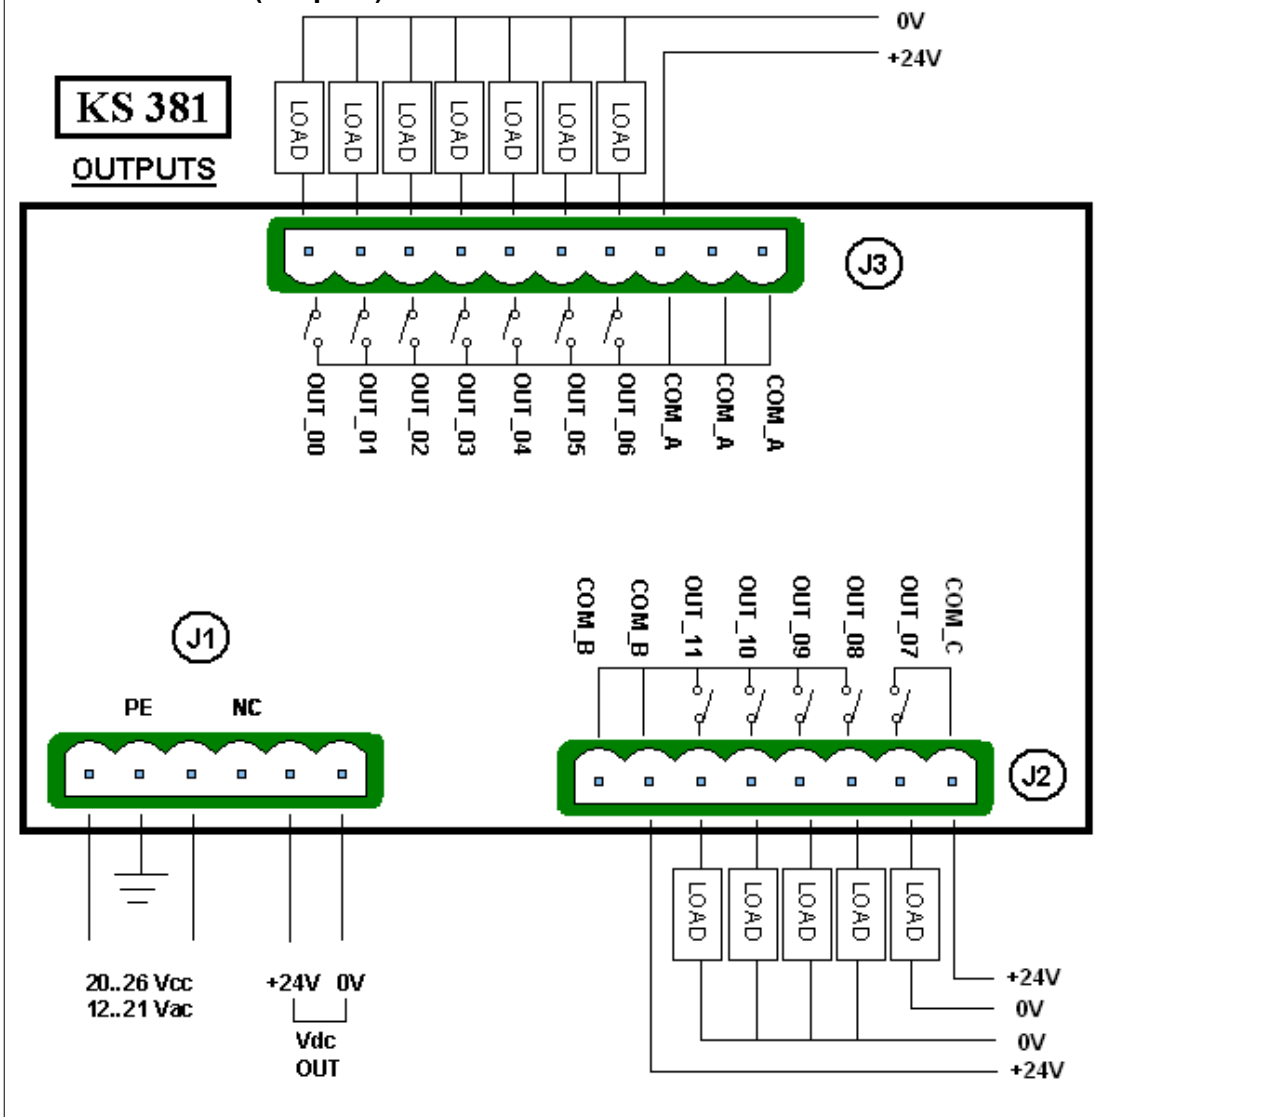 0V
+24V
KS 381
OUTPUTS
LOAD
LOAD
LOAD
LOAD
LOAD
LOAD
LOAD
J3
OUT_00
OUT_01
OUT_02
OUT_03
OUT_04
OUT_05
OUT_06
COM_A
COM_A
COM_A
COM_B
COM_B
OUT_11
OUT_10
OUT_09
OUT_08
OUT_07
COM_C
J1
PE
NC
J2
LOAD
LOAD
LOAD
LOAD
LOAD
20..26 Vcc
12..21 Vac
+24V
0V
Vdc
OUT
+24V
0V
0V
+24V